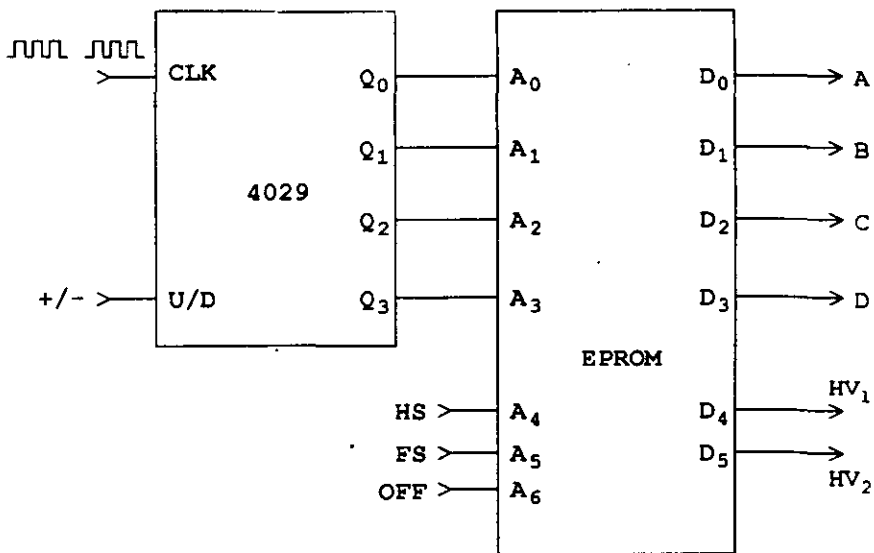 CLK Q0 A0 D0 A
Q1 A1 D1 B
4029
Q2 A2 D2 C
+/- U/D Q3 A3 D3 D
EPROM
HS A4 D4 HV1
FS A5 D5 HV2
OFF A6